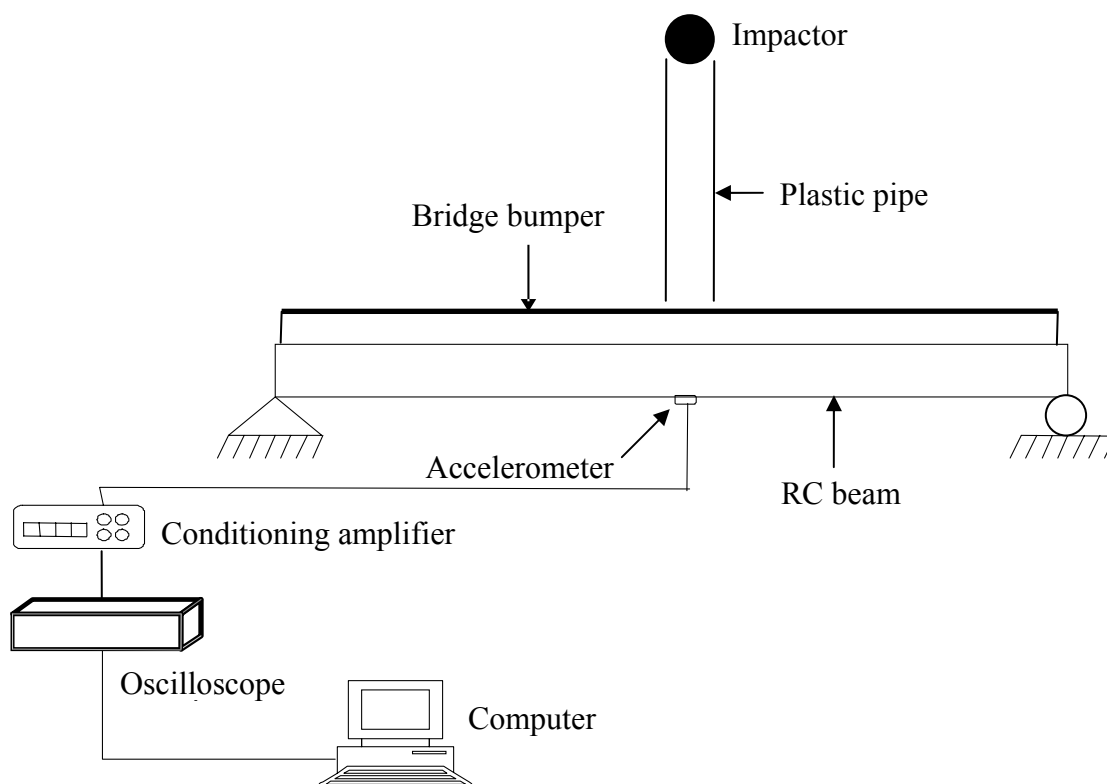 Impactor
Plastic pipe
Bridge bumper
Accelerometer
RC beam
Conditioning amplifier
Oscilloscope
Computer